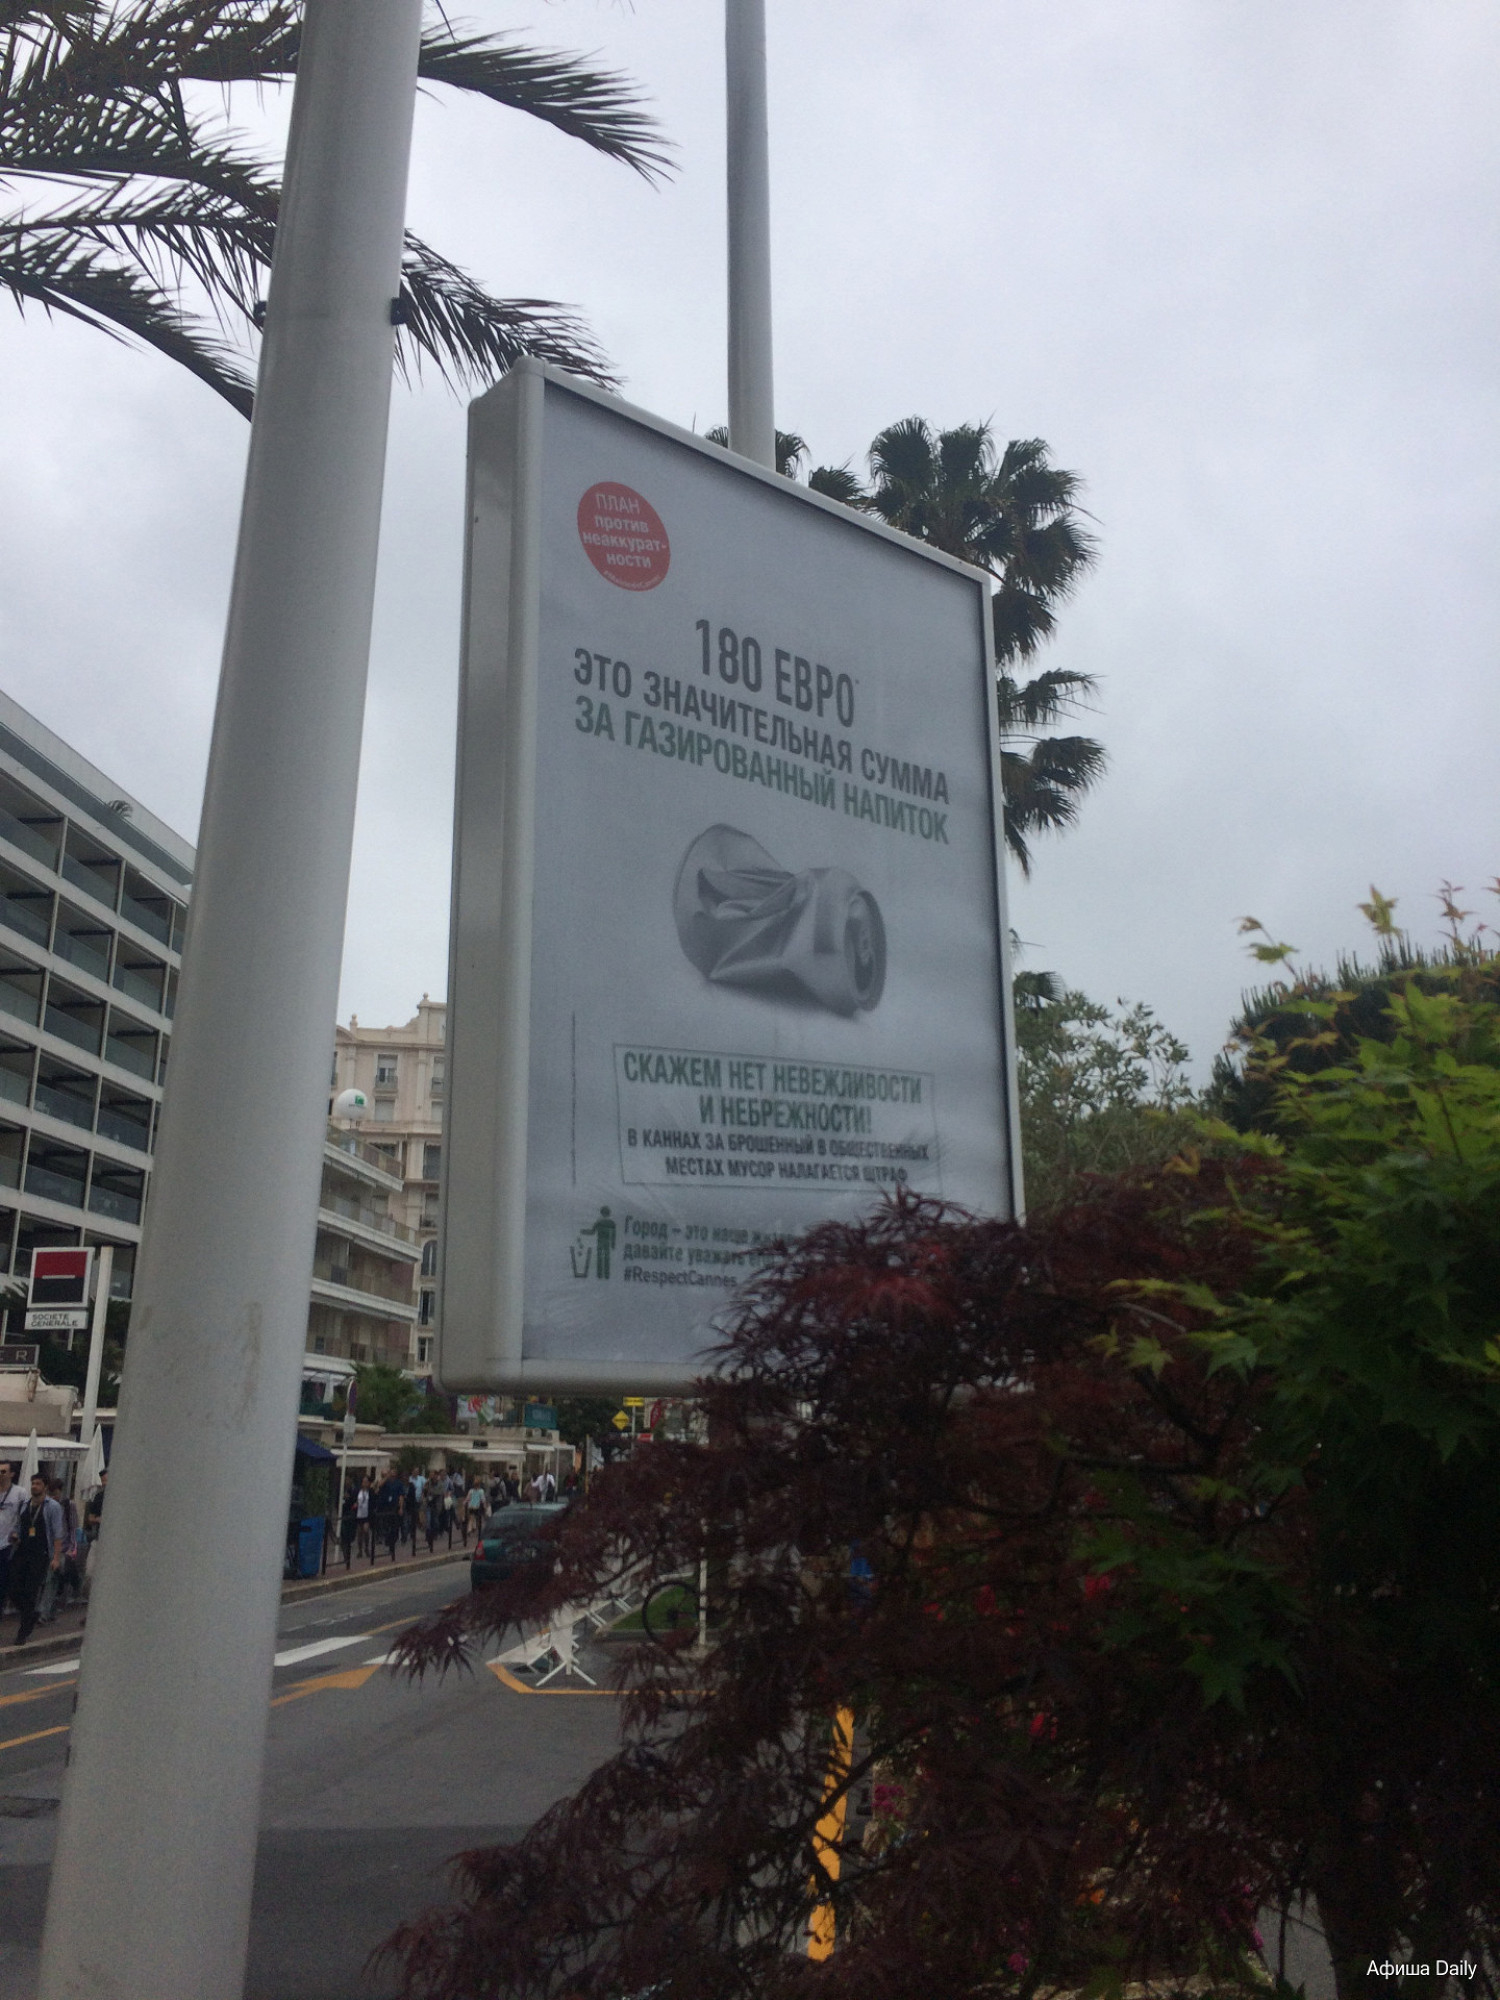 ПЛАН
против
неаккурат-
ности
180 ЕВРО*
ЭТО ЗНАЧИТЕЛЬНАЯ СУММА
ЗА ГАЗИРОВАННЫЙ НАПИТОК
СКАЖЕМ НЕТ НЕВЕЖЛИВОСТИ
И НЕБРЕЖНОСТИ!
В КАННАХ ЗА БРОШЕННЫЙ В ОБЩЕСТВЕННЫХ
МЕСТАХ МУСОР НАЛАГАЕТСЯ ШТРАФ
Город – это наше
давайте уважать
#RespectCannes
SOCIETE
GENERALE
Афиша Daily